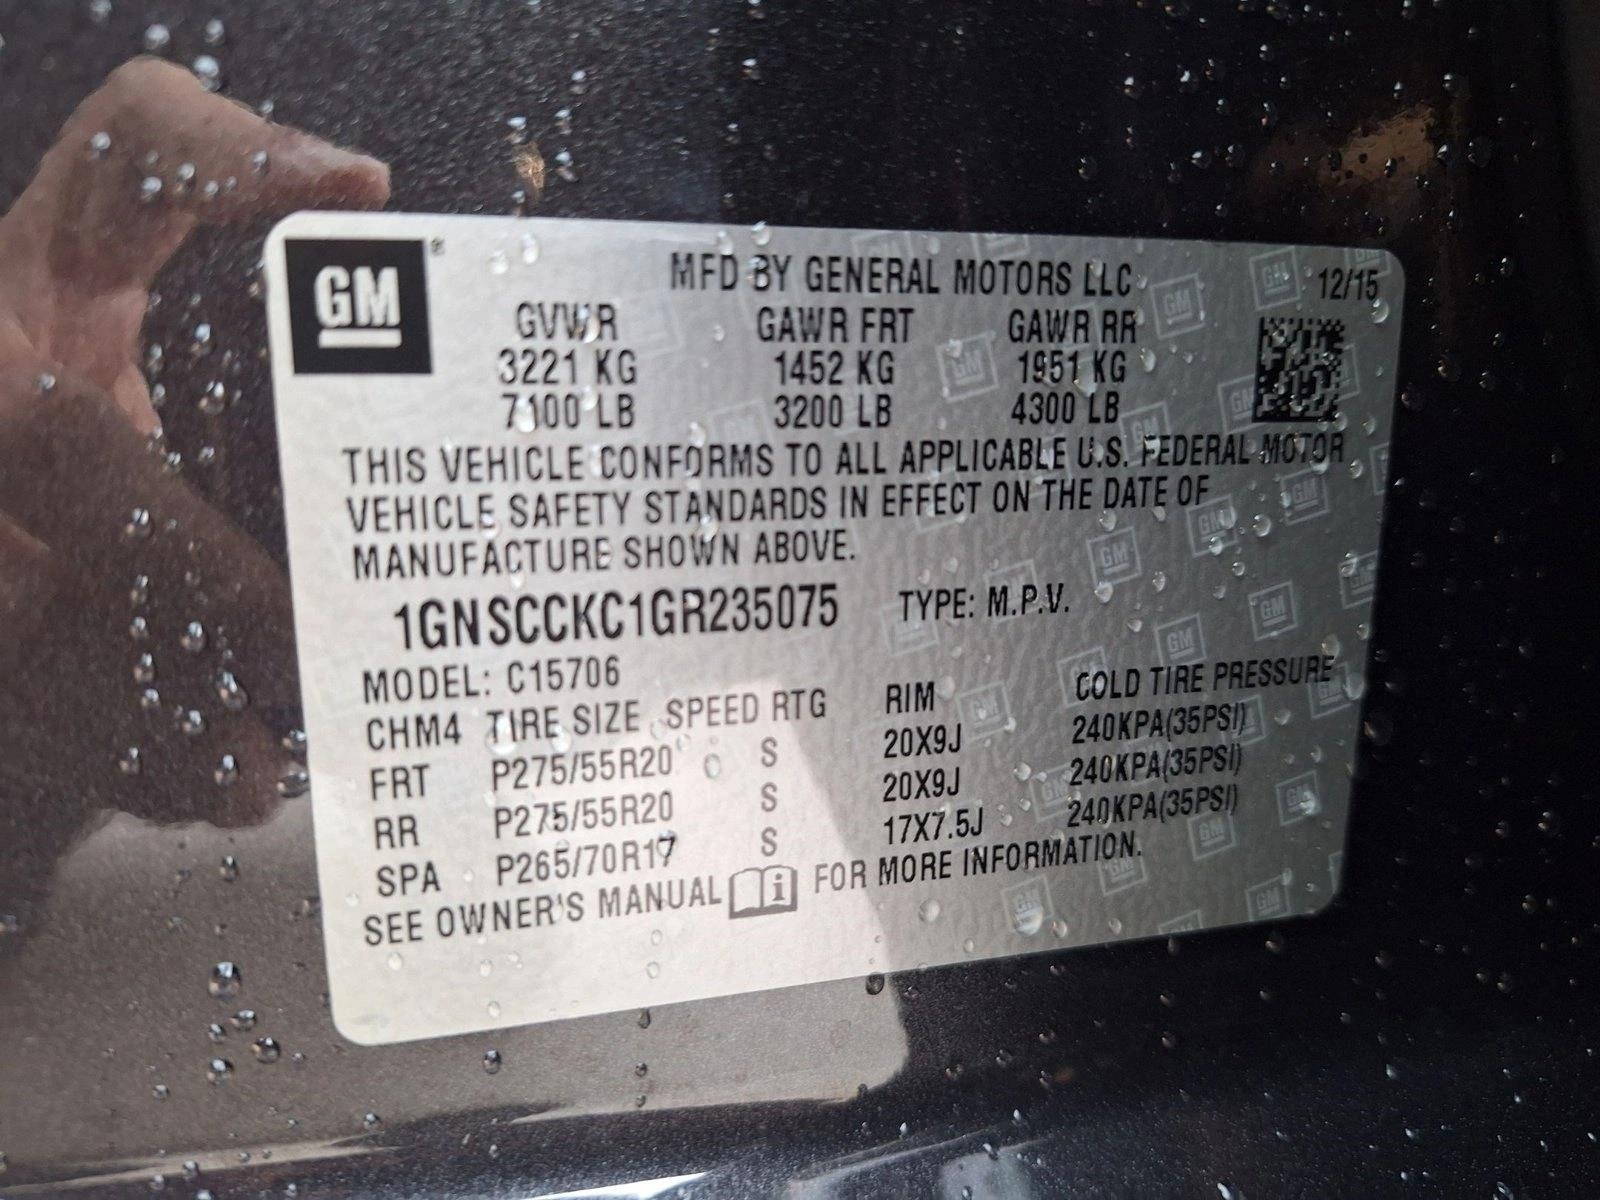 GM®
MFD BY GENERAL MOTORS LLC 12/15
GVWR GAWR FRT GAWR RR
3221 KG 1452 KG 1951 KG
7100 LB 3200 LB 4300 LB
THIS VEHICLE CONFORMS TO ALL APPLICABLE U.S. FEDERAL MOTOR
VEHICLE SAFETY STANDARDS IN EFFECT ON THE DATE OF
MANUFACTURE SHOWN ABOVE.
1GNSCCKC1GR235075 TYPE: M.P.V.
MODEL: C15706
CHM4 TIRE SIZE SPEED RTG RIM COLD TIRE PRESSURE
FRT P275/55R20 S 20X9J 240KPA(35PSI)
RR P275/55R20 S 20X9J 240KPA(35PSI)
SPA P265/70R17 S 17X7.5J 240KPA(35PSI)
SEE OWNER'S MANUAL i FOR MORE INFORMATION.